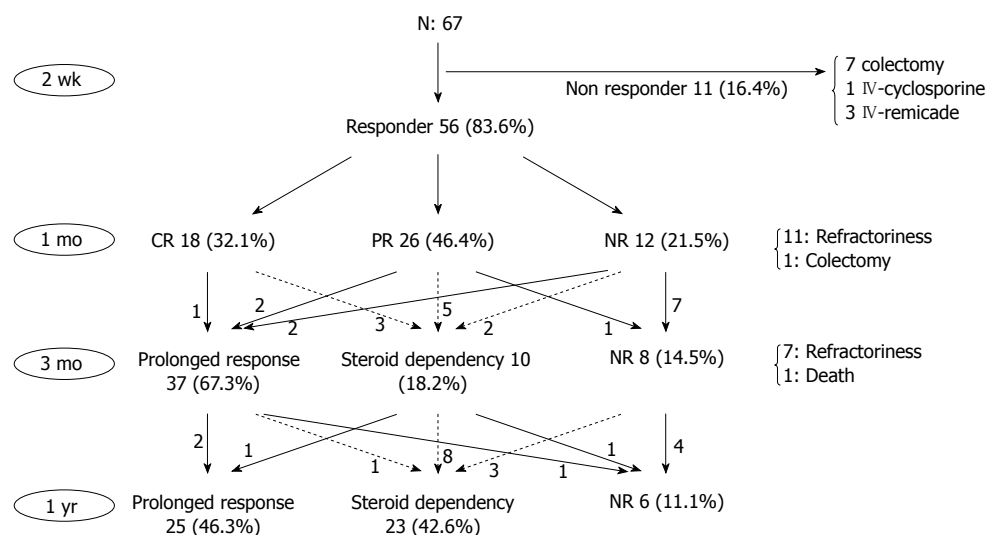 N: 67
2 wk
Non responder 11 (16.4%)
7 colectomy
1 Ⅳ-cyclosporine
3 Ⅳ-remicade
Responder 56 (83.6%)
1 mo
CR 18 (32.1%)
PR 26 (46.4%)
NR 12 (21.5%)
11: Refractoriness
1: Colectomy
1
2
2
3
5
2
1
7
3 mo
Prolonged response
37 (67.3%)
Steroid dependency 10
(18.2%)
NR 8 (14.5%)
7: Refractoriness
1: Death
2
1
1
8
3
1
1
4
1 yr
Prolonged response
25 (46.3%)
Steroid dependency
23 (42.6%)
NR 6 (11.1%)